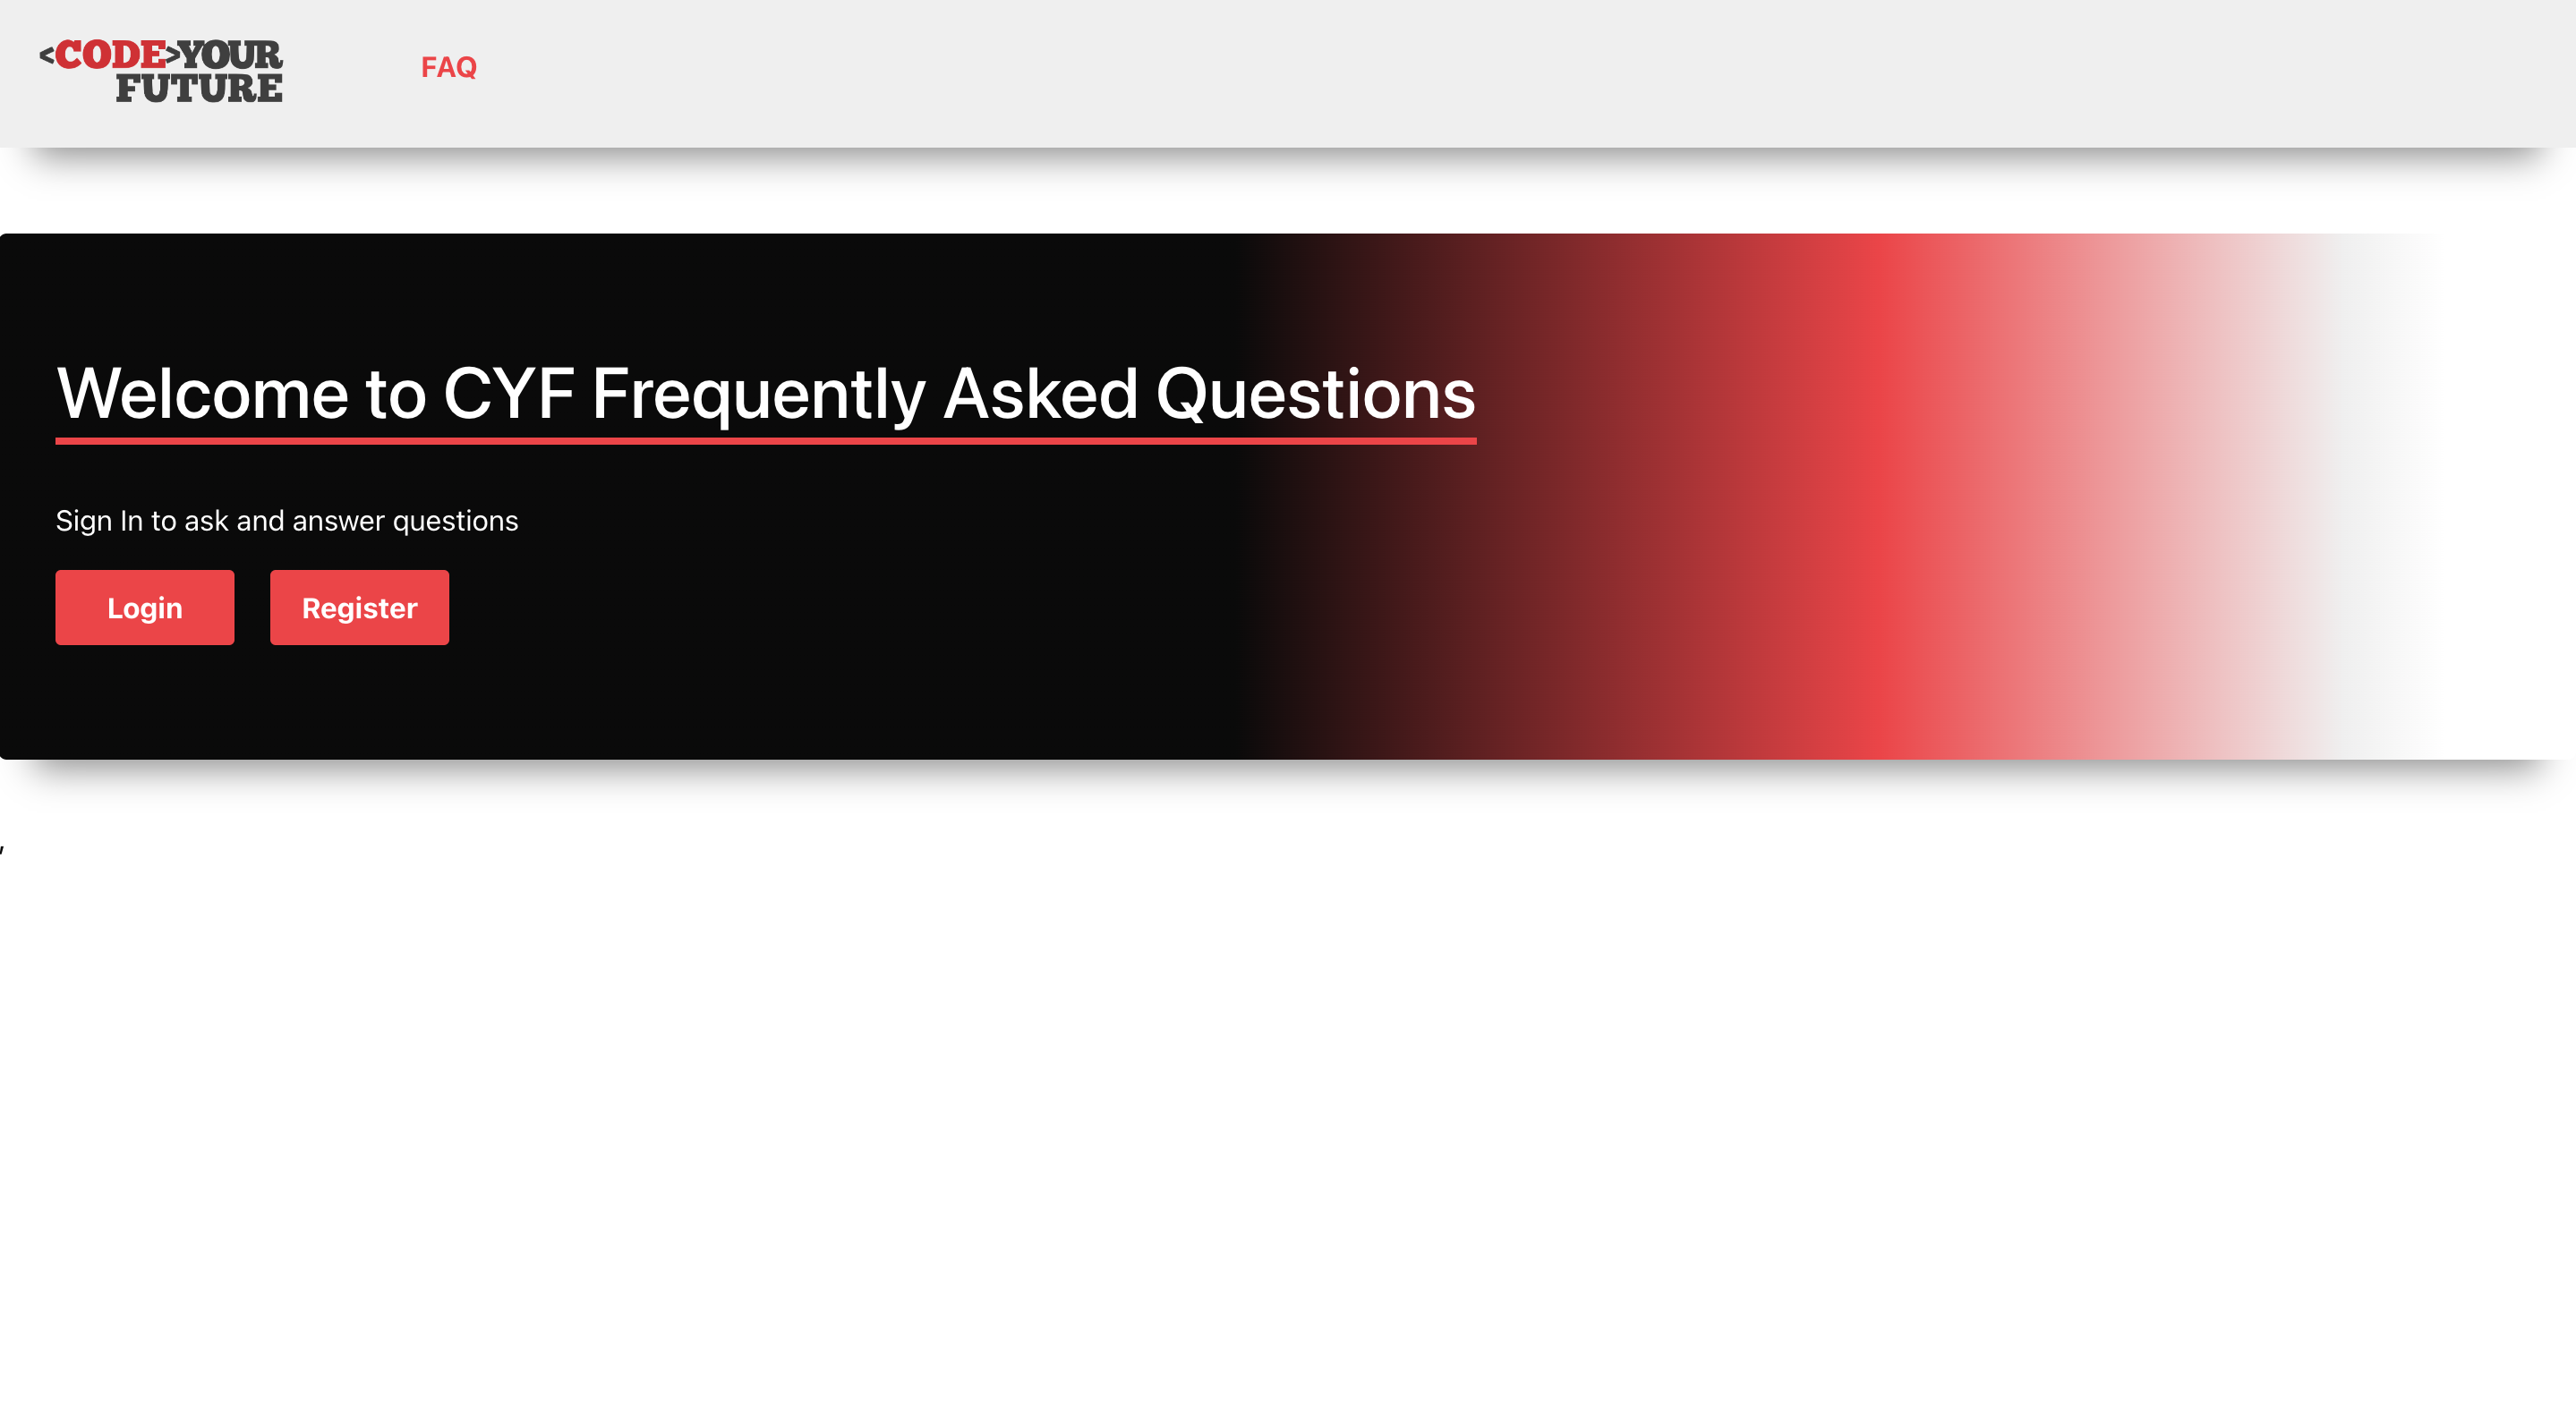 <CODE>YOUR
FUTURE
FAQ
Welcome to CYF Frequently Asked Questions
Sign In to ask and answer questions
Login
Register
,